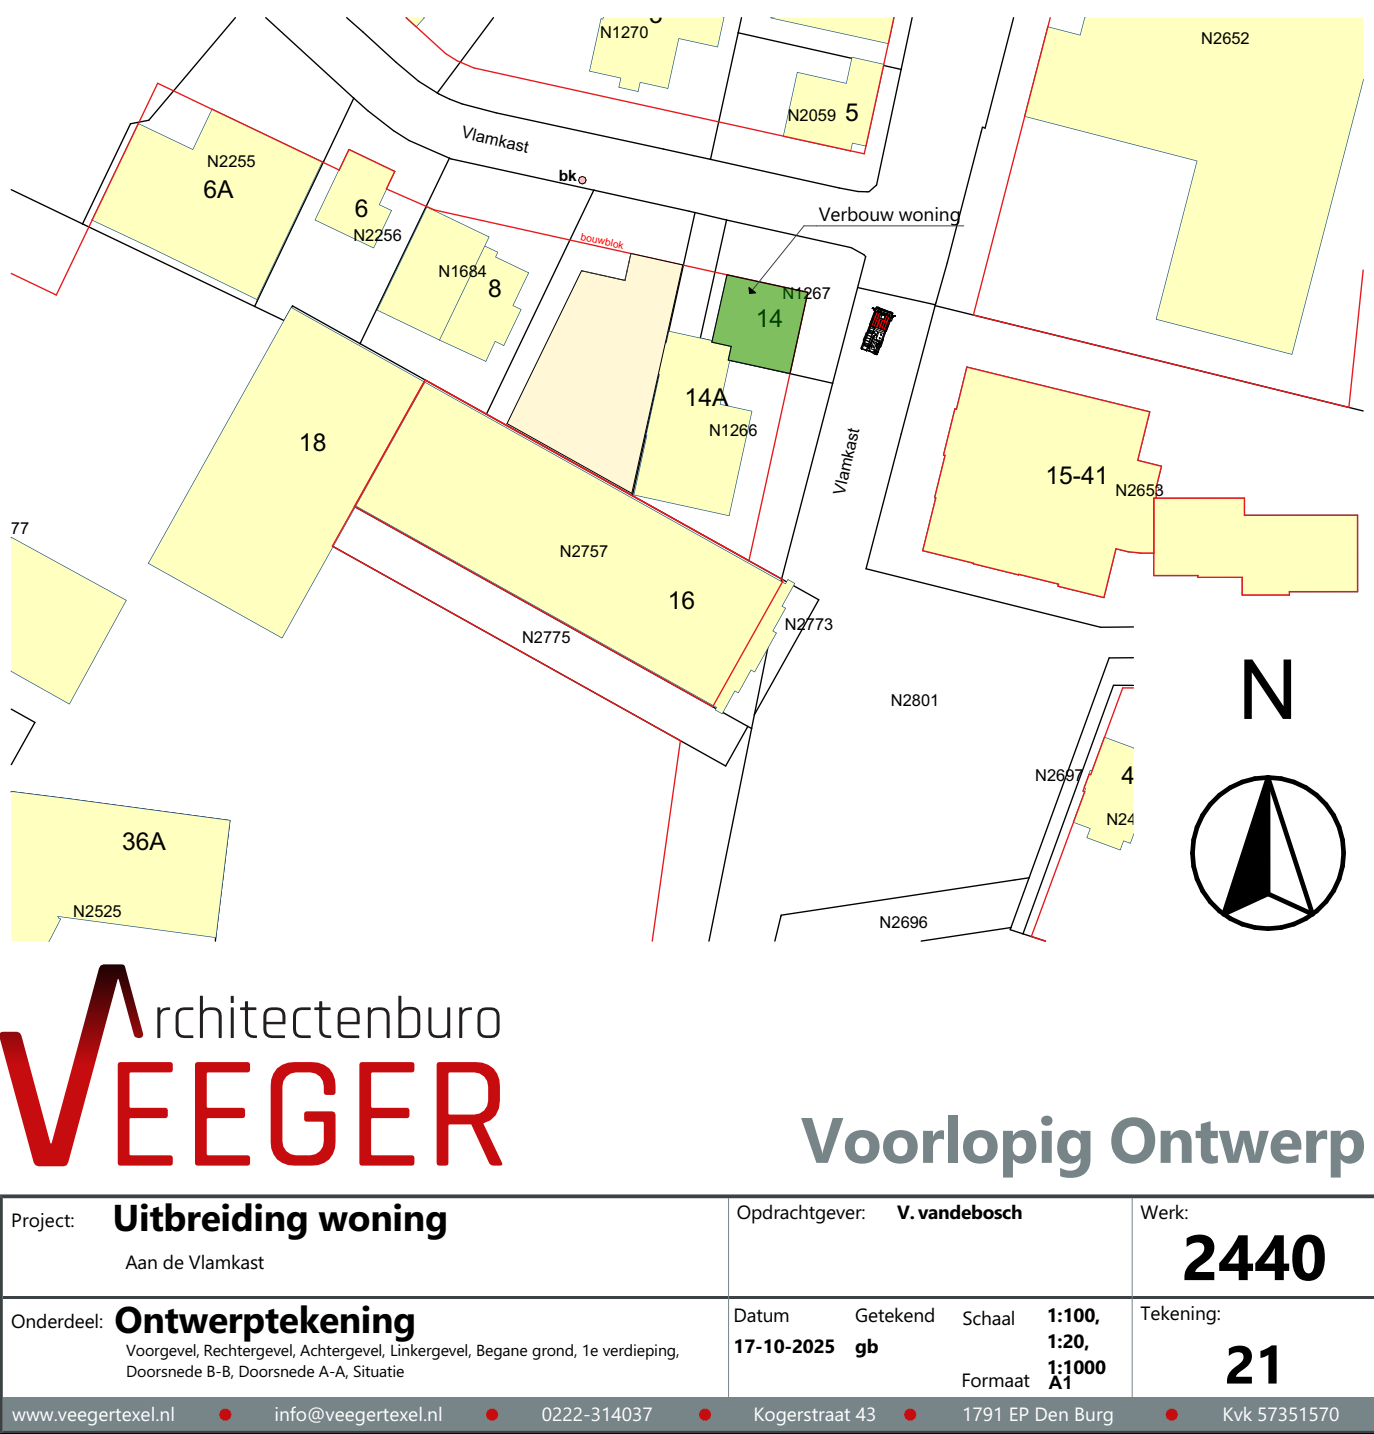 N1270
N2652
N2059
5
Vlamkast
N2255
6A
bk
6
N2256
Verbouw woning
bouwblok
N1684
8
N1267
14
14A
N1266
18
Vlamkast
15-41
N2653
77
N2757
16
N2775
N2773
N
N2801
N2697
4
N24
36A
N2525
N2696
Architectenburo
VEEGER
Voorlopig Ontwerp
Project: Uitbreiding woning
Aan de Vlamkast
Opdrachtgever: V. vandebosch
Werk:
2440
Onderdeel: Ontwerptekening
Voorgevel, Rechtergevel, Achtergevel, Linkergevel, Begane grond, 1e verdieping,
Doorsnede B-B, Doorsnede A-A, Situatie
Datum
17-10-2025
Getekend
gb
Schaal 1:100,
1:20,
1:1000
Formaat A1
Tekening:
21
www.veegertexel.nl • info@veegertexel.nl • 0222-314037 • Kogerstraat 43 • 1791 EP Den Burg • Kvk 57351570